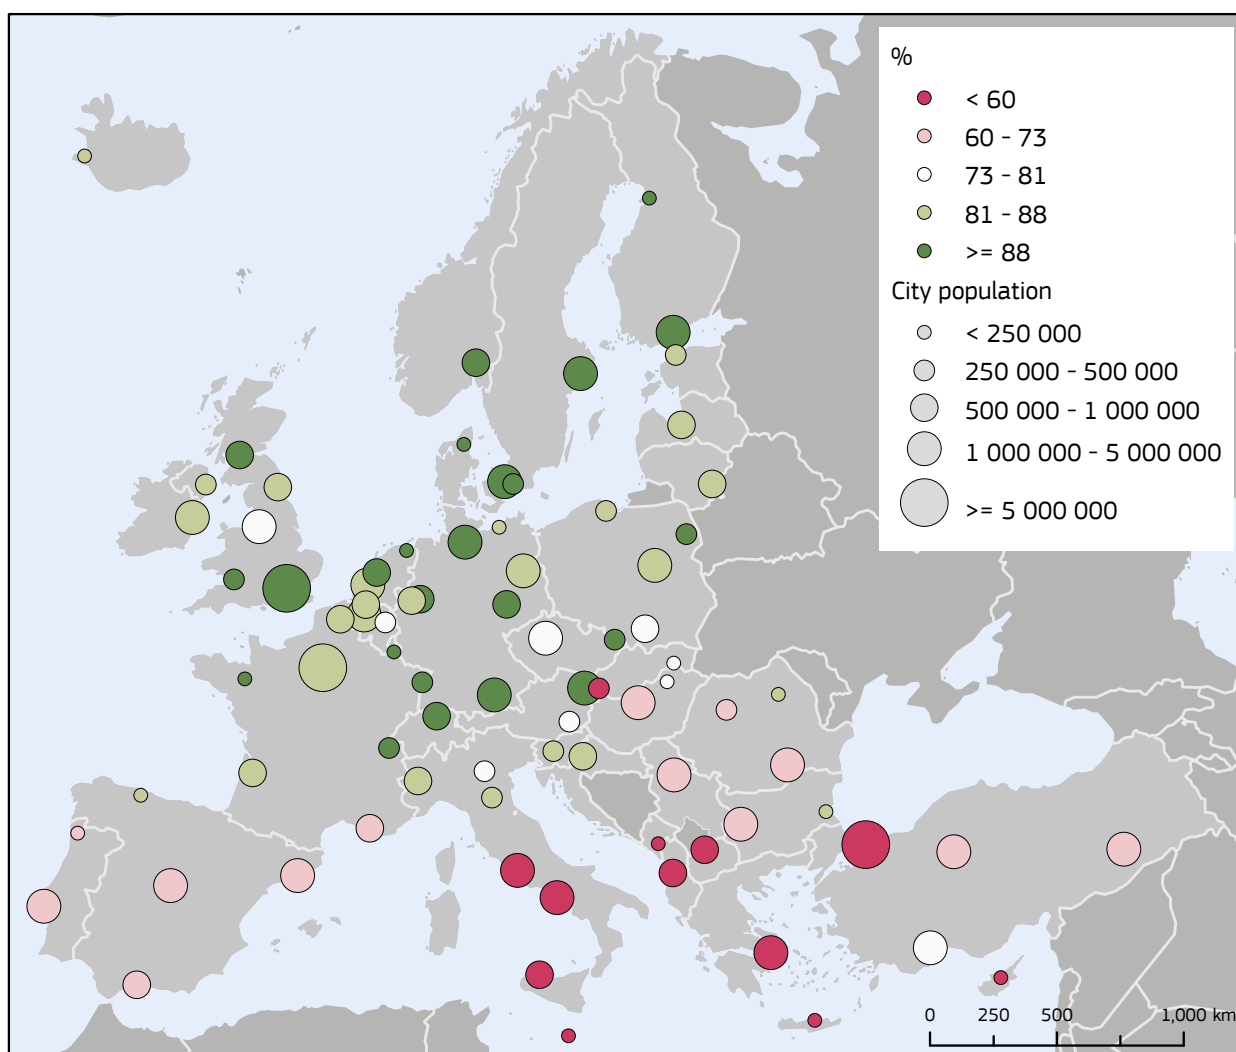 %
< 60
60 - 73
73 - 81
81 - 88
>= 88
City population
< 250 000
250 000 - 500 000
500 000 - 1 000 000
1 000 000 - 5 000 000
>= 5 000 000
0 250 500 1,000 km